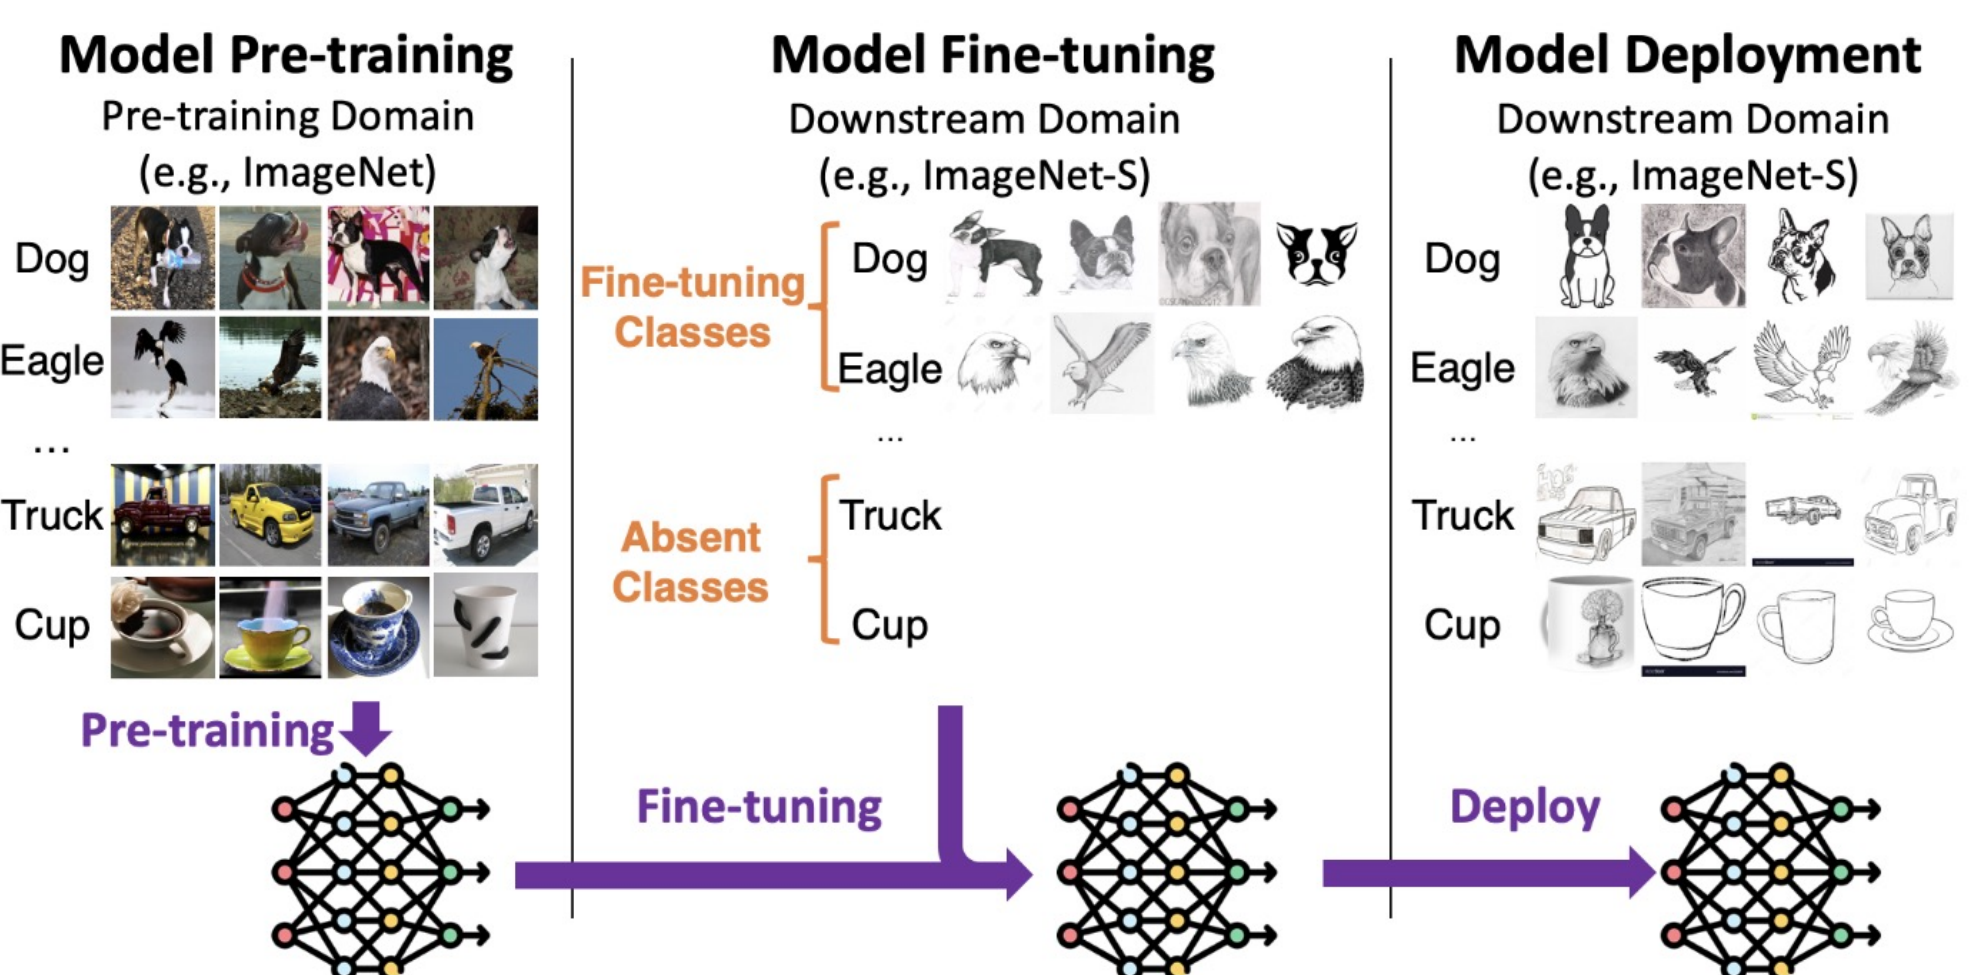 Model Pre-training
Pre-training Domain
(e.g., ImageNet)
Dog
Eagle
...
Truck
Cup
Pre-training
Model Fine-tuning
Downstream Domain
(e.g., ImageNet-S)
Fine-tuning
Classes
Dog
Eagle
...
Absent
Classes
Truck
Cup
Fine-tuning
Model Deployment
Downstream Domain
(e.g., ImageNet-S)
Dog
Eagle
...
Truck
Cup
Deploy